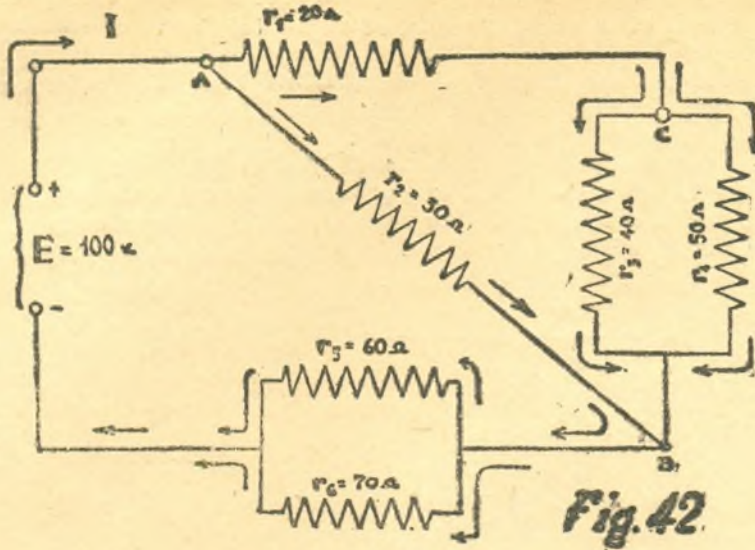 I
r₁=20Ω
A
C
+
E = 100 v
-
r₂ = 30Ω
r₃ = 40Ω
r₄ = 50Ω
r₅ = 60Ω
r₆ = 70Ω
B
Fig. 42